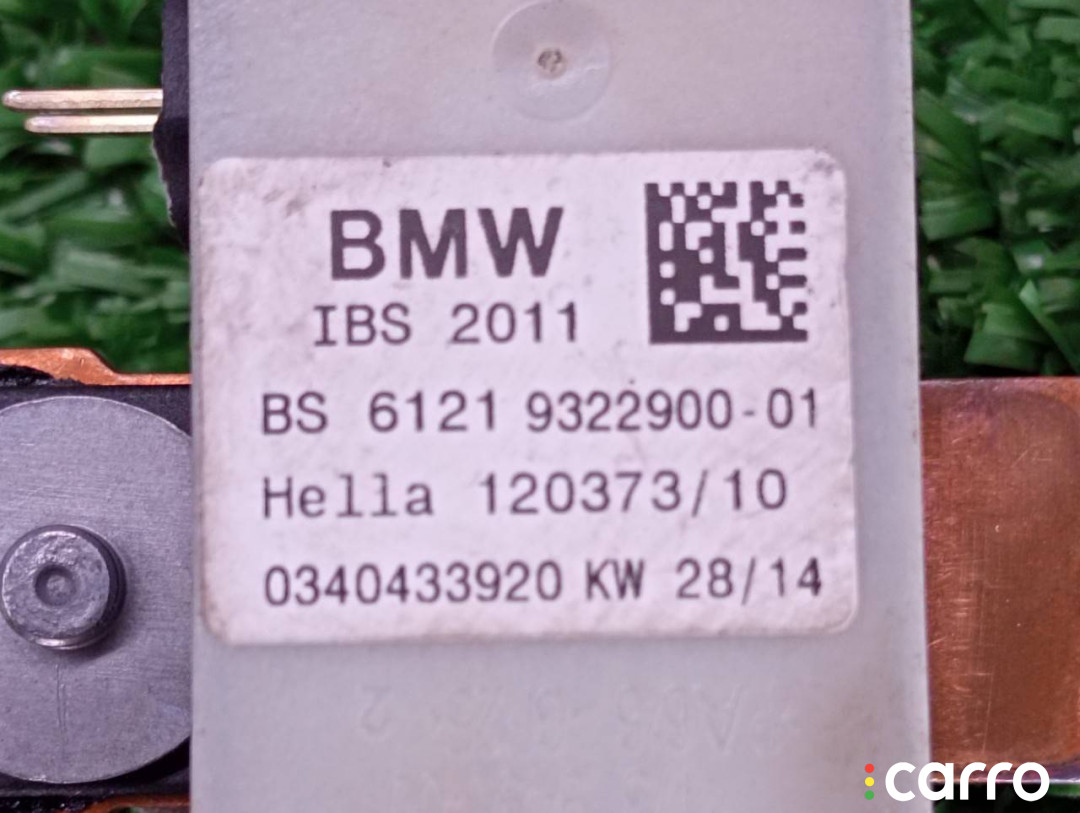 BMW
IBS 2011
BS 6121 9322900-01
Hella 120373/10
0340433920 KW 28/14
carro